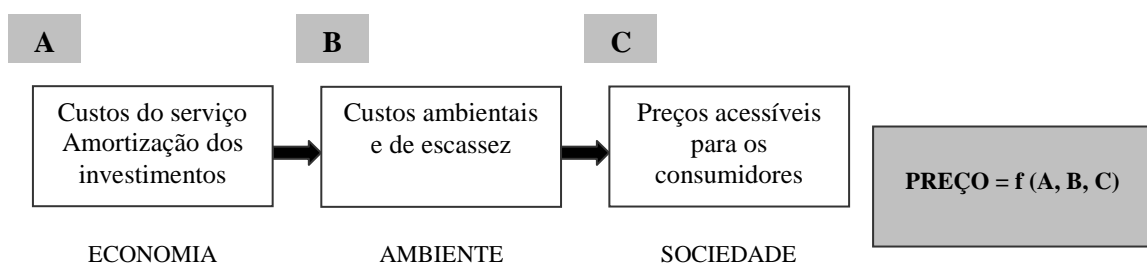 A
B
C
Custos do serviço
Amortização dos
investimentos
Custos ambientais
e de escassez
Preços acessíveis
para os
consumidores
PREÇO = f (A, B, C)
ECONOMIA
AMBIENTE
SOCIEDADE